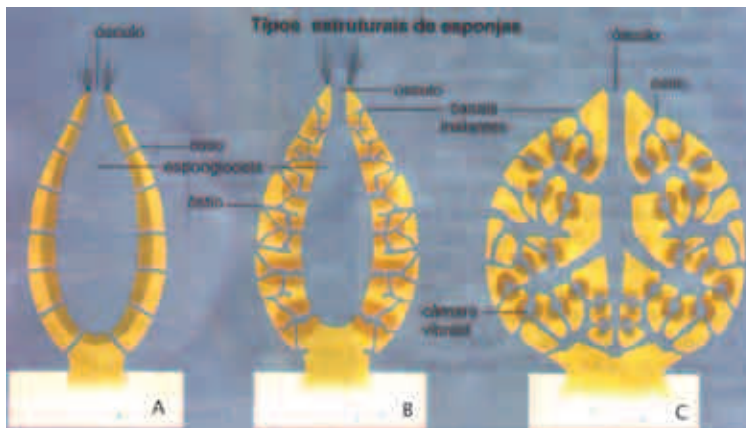 Tipos estruturais de esponjas
ósculo
ósculo
ósculo
canais
inalantes
óstio
óstio
espongiocela
óstio
câmara
vibrátil
A
B
C